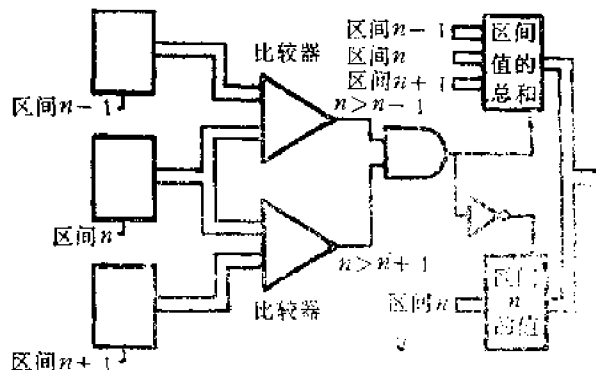 区间n-1
区间n
区间n+1
比较器
n>n-1
n>n+1
比较器
区间n-1
区间n
区间n+1
区间
值的
总和
区间n
区间
n
的值